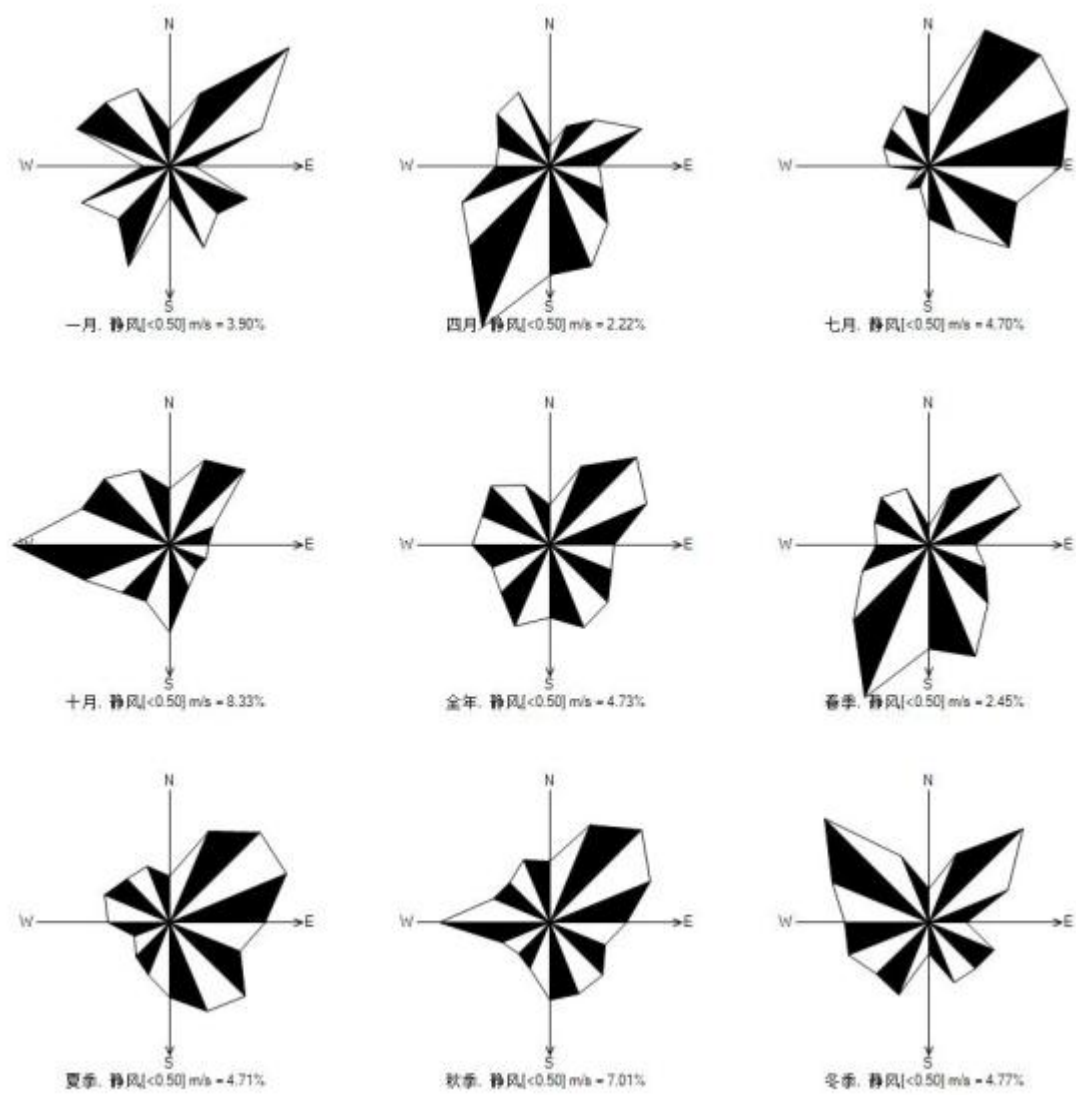 N N N
W E W E W E
S S S
一月, 静风[<0.50] m/s = 3.90% 四月, 静风[<0.50] m/s = 2.22% 七月, 静风[<0.50] m/s = 4.70%
N N N
W E W E W E
S S S
十月, 静风[<0.50] m/s = 8.33% 全年, 静风[<0.50] m/s = 4.73% 春季, 静风[<0.50] m/s = 2.45%
N N N
W E W E W E
S S S
夏季, 静风[<0.50] m/s = 4.71% 秋季, 静风[<0.50] m/s = 7.01% 冬季, 静风[<0.50] m/s = 4.77%